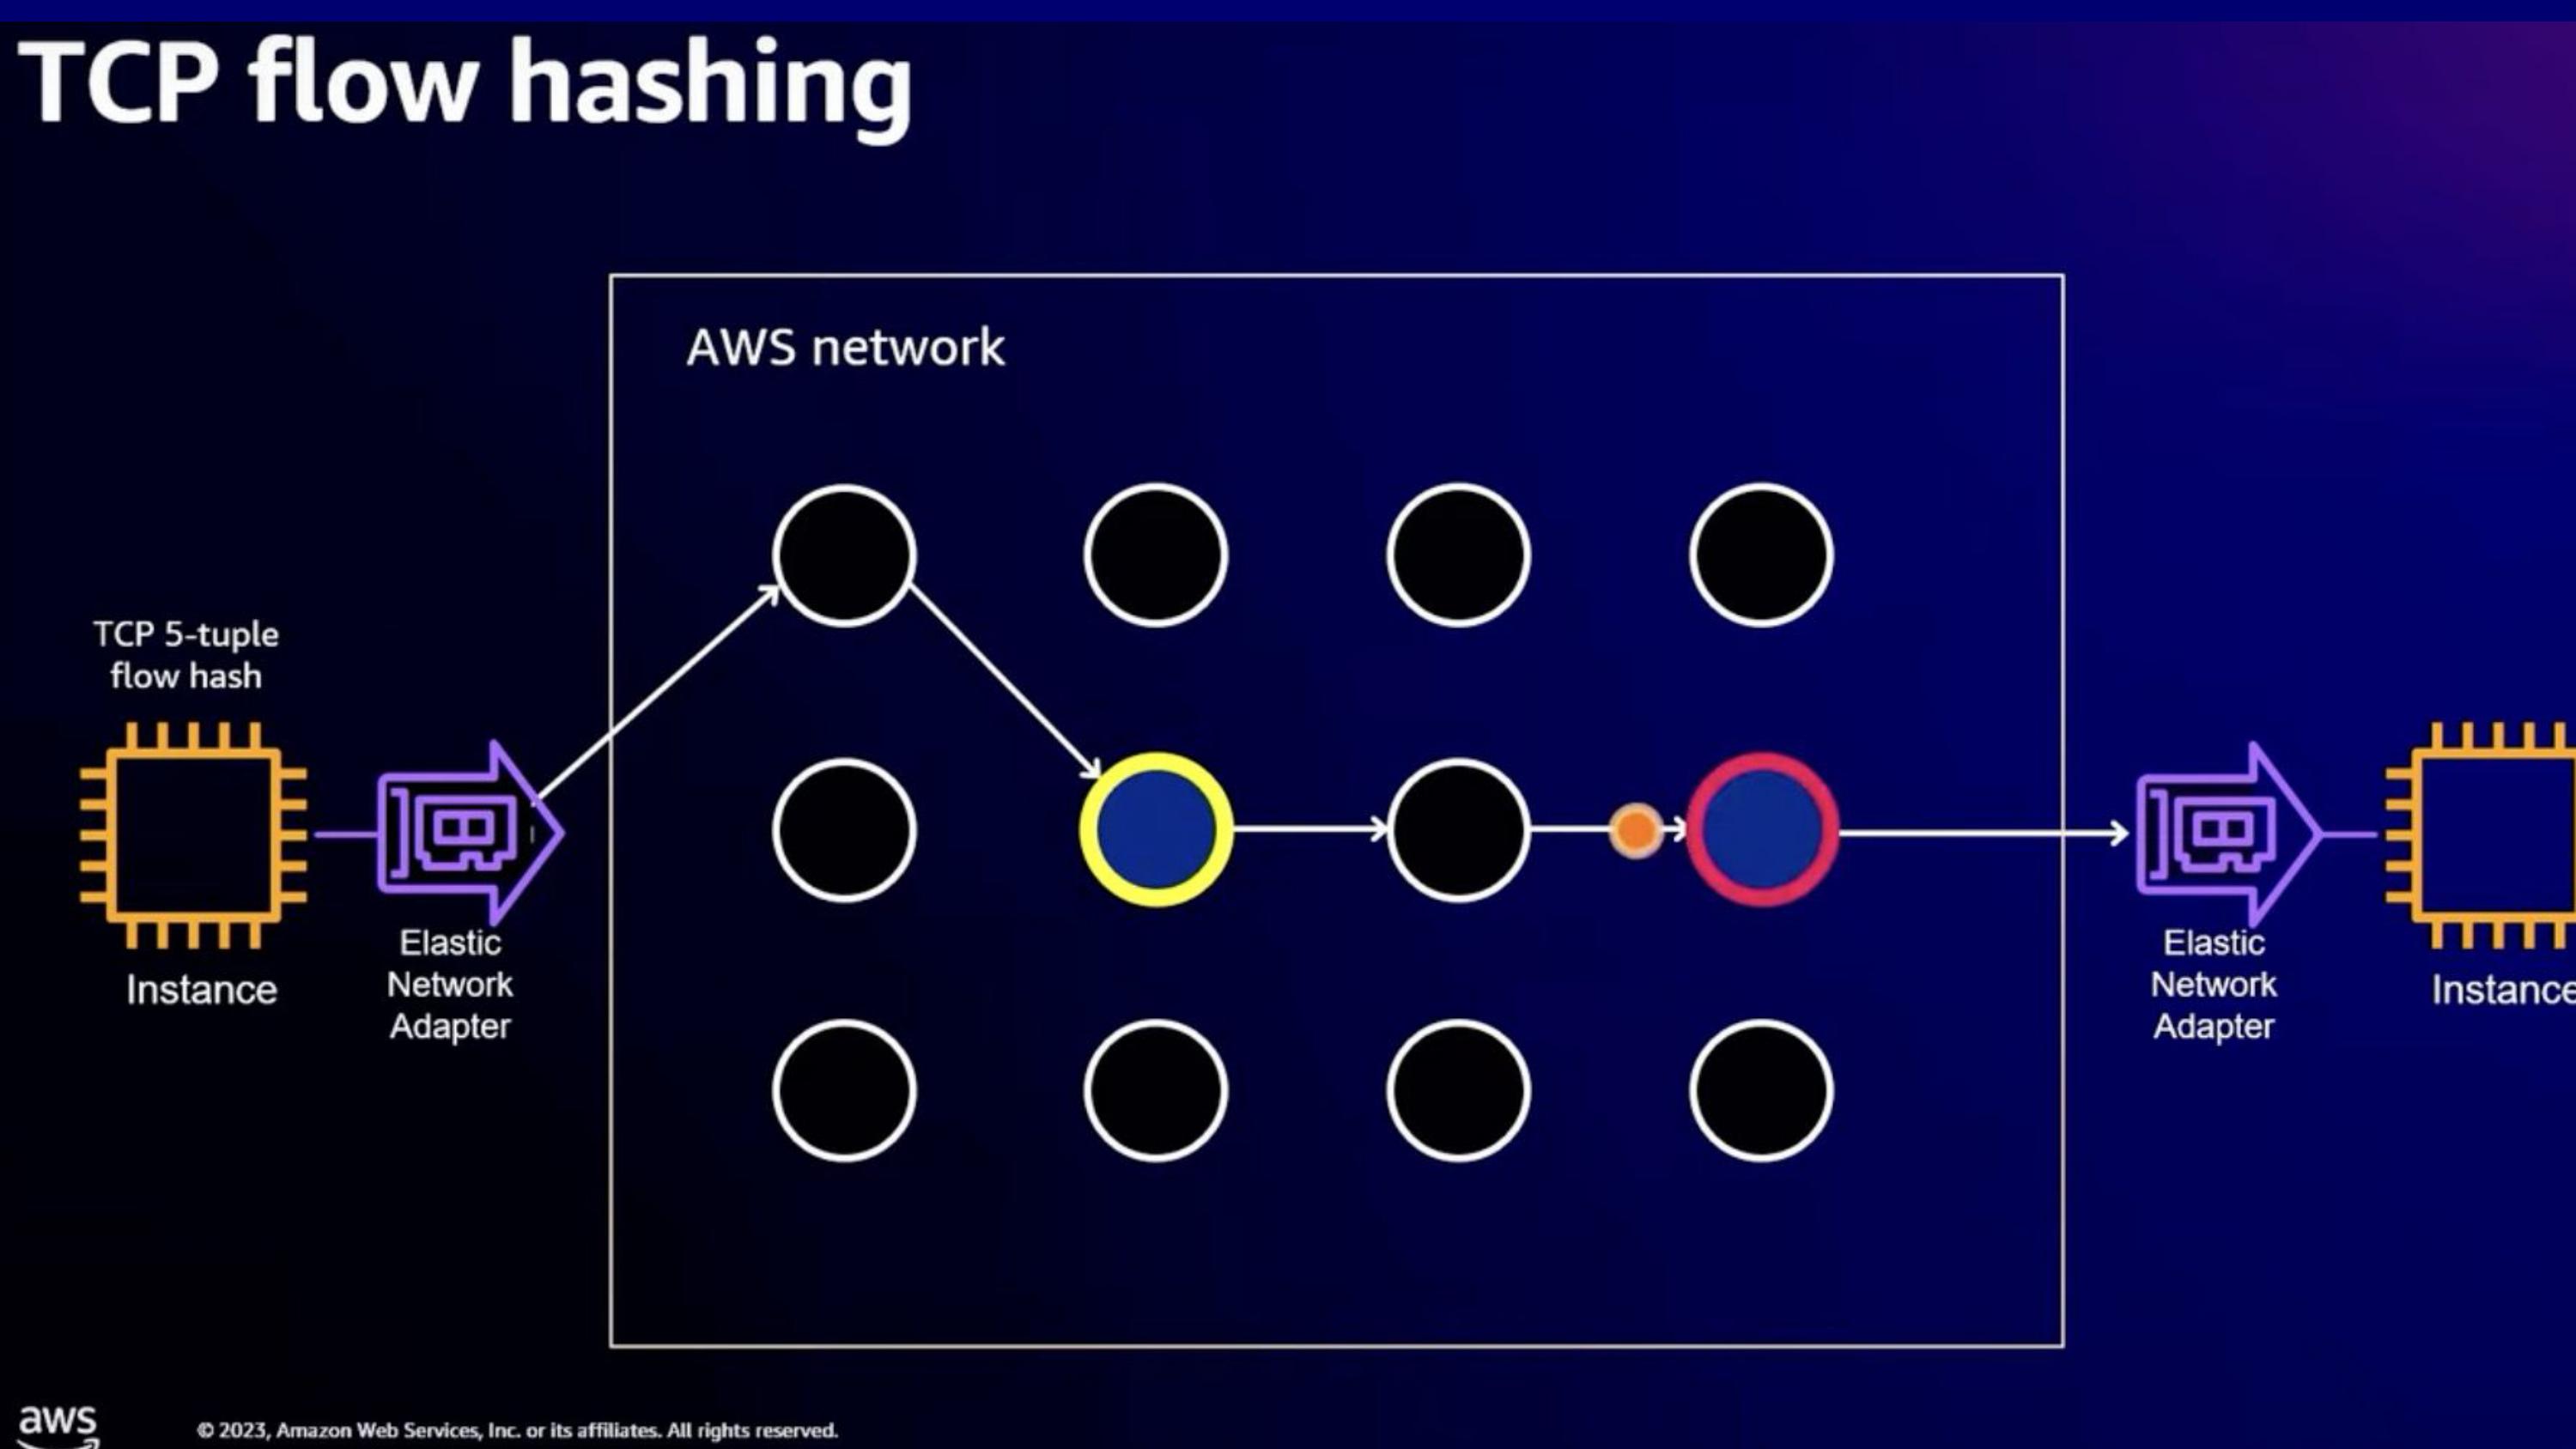 TCP flow hashing
AWS network
TCP 5-tuple
flow hash
Instance
Elastic
Network
Adapter
Elastic
Network
Adapter
Instance
aws
© 2023, Amazon Web Services, Inc. or its affiliates. All rights reserved.